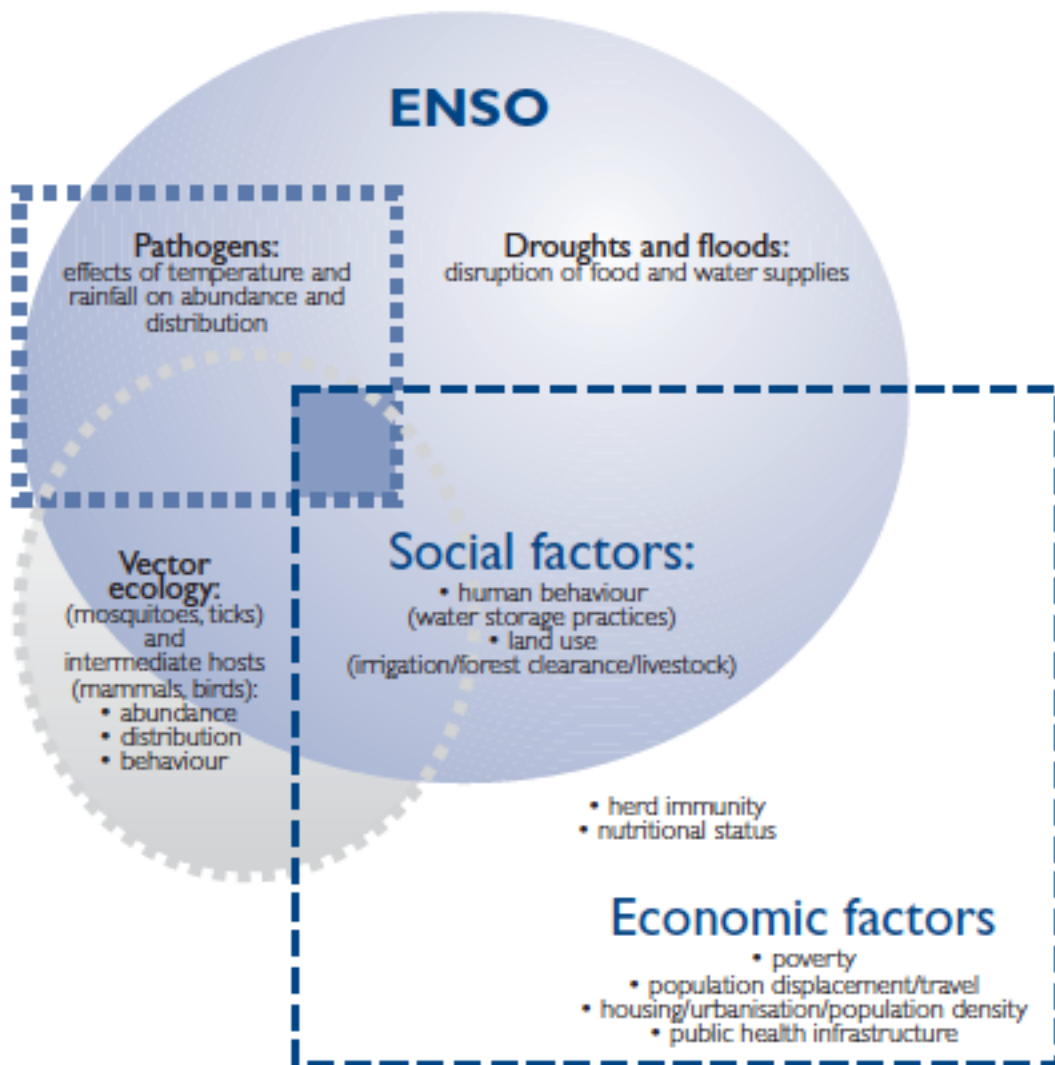 ENSO
Pathogens:
effects of temperature and
rainfall on abundance and
distribution
Droughts and floods:
disruption of food and water supplies
Vector
ecology:
(mosquitoes, ticks)
and
intermediate hosts
(mammals, birds):
• abundance
• distribution
• behaviour
Social factors:
• human behaviour
(water storage practices)
• land use
(irrigation/forest clearance/livestock)
• herd immunity
• nutritional status
Economic factors
• poverty
• population displacement/travel
• housing/urbanisation/population density
• public health infrastructure